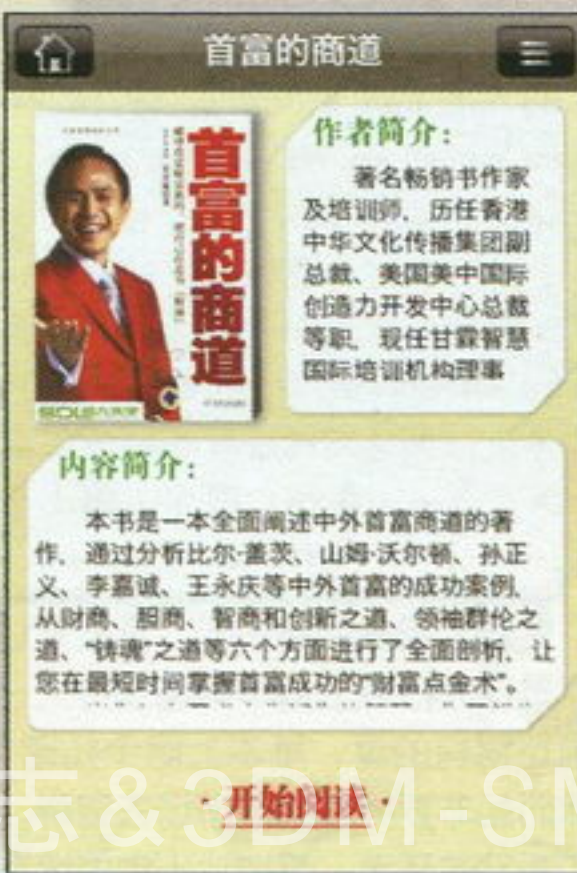 首富的商道
作者简介:
著名畅销书作家
及培训师，历任香港
中华文化传播集团副
总裁、美国美中国际
创造力开发中心总裁
等职，现任甘霖智慧
国际培训机构理事
首富的商道
内容简介:
本书是一本全面阐述中外首富商道的著
作，通过分析比尔·盖茨、山姆·沃尔顿、孙正
义、李嘉诚、王永庆等中外首富的成功案例，
从财商、胆商、智商和创新之道、领袖群伦之
道、“铸魂”之道等六个方面进行了全面剖析，让
您在最短时间掌握首富成功的“财富点金术”。
·开始阅读·
志&3DM-SM